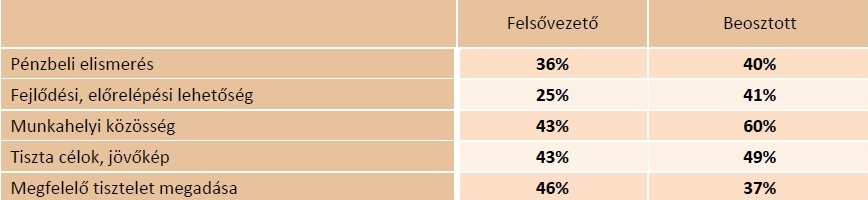 Felsővezető Beosztott
Pénzbeli elismerés 36% 40%
Fejlődési, előrelépési lehetőség 25% 41%
Munkahelyi közösség 43% 60%
Tiszta célok, jövőkép 43% 49%
Megfelelő tisztelet megadása 46% 37%